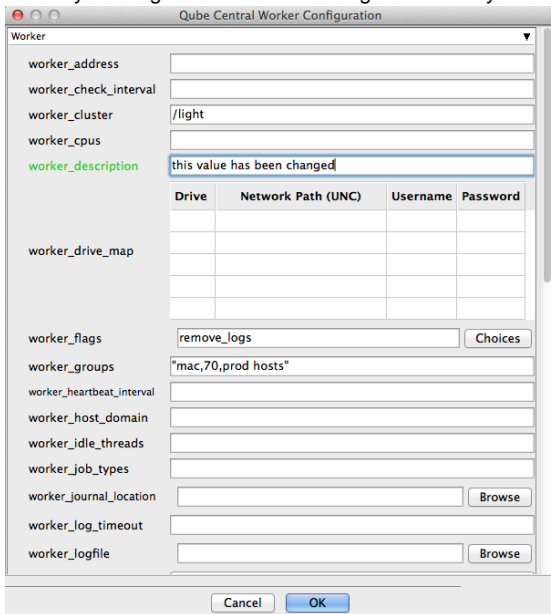 Qube Central Worker Configuration
Worker
worker_address
worker_check_interval
worker_cluster /light
worker_cpus
worker_description this value has been changed
Drive Network Path (UNC) Username Password
worker_drive_map
worker_flags remove_logs Choices
worker_groups "mac,70,prod hosts"
worker_heartbeat_interval
worker_host_domain
worker_idle_threads
worker_job_types
worker_journal_location Browse
worker_log_timeout
worker_logfile Browse
Cancel OK